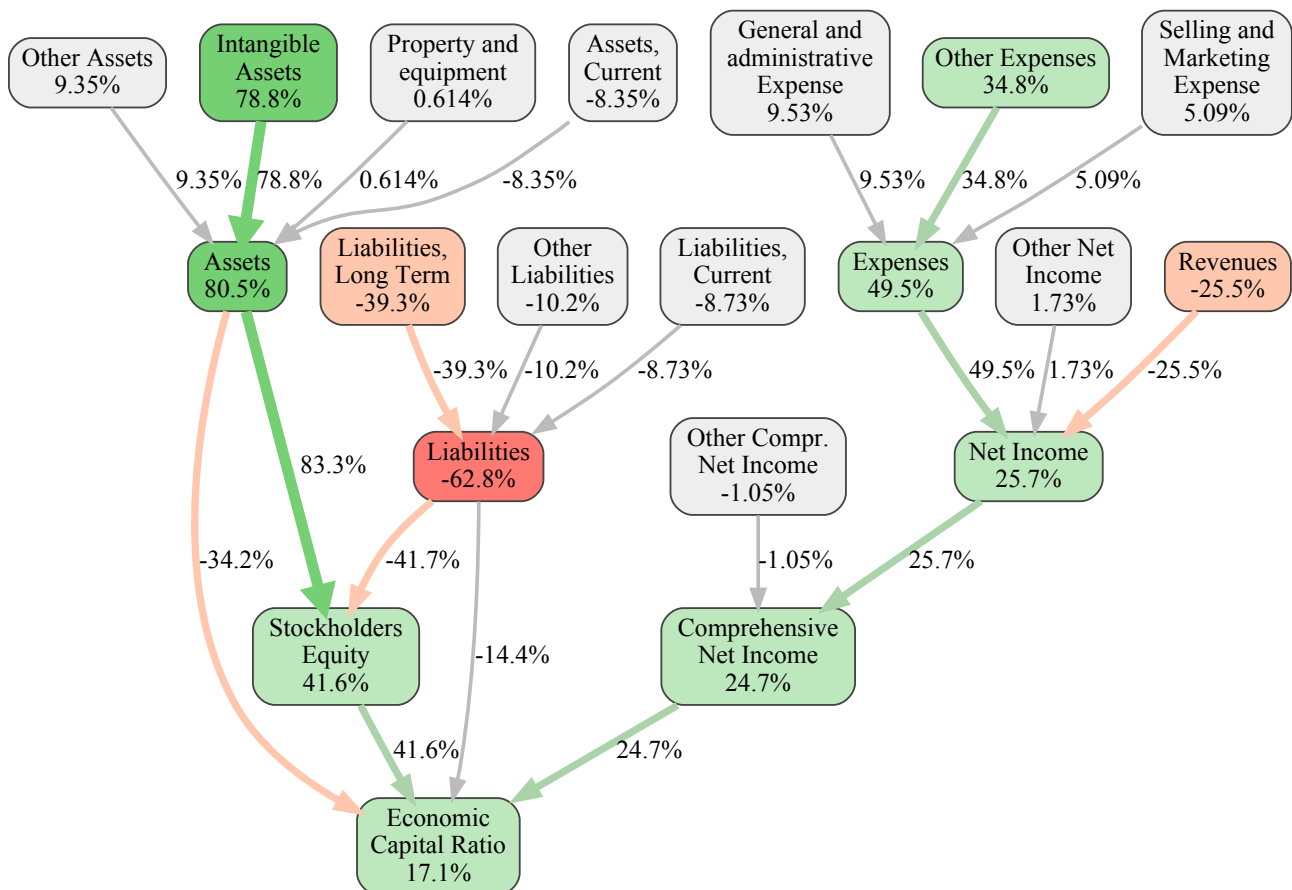 Other Assets
9.35%
Intangible
Assets
78.8%
Property and
equipment
0.614%
Assets,
Current
-8.35%
General and
administrative
Expense
9.53%
Other Expenses
34.8%
Selling and
Marketing
Expense
5.09%
9.35%
78.8%
0.614%
-8.35%
9.53%
34.8%
5.09%
Assets
80.5%
Liabilities,
Long Term
-39.3%
Other
Liabilities
-10.2%
Liabilities,
Current
-8.73%
Expenses
49.5%
Other Net
Income
1.73%
Revenues
-25.5%
-39.3%
-10.2%
-8.73%
49.5%
1.73%
-25.5%
83.3%
Liabilities
-62.8%
Other Compr.
Net Income
-1.05%
Net Income
25.7%
-34.2%
-41.7%
-1.05%
25.7%
Stockholders
Equity
41.6%
-14.4%
Comprehensive
Net Income
24.7%
41.6%
24.7%
Economic
Capital Ratio
17.1%